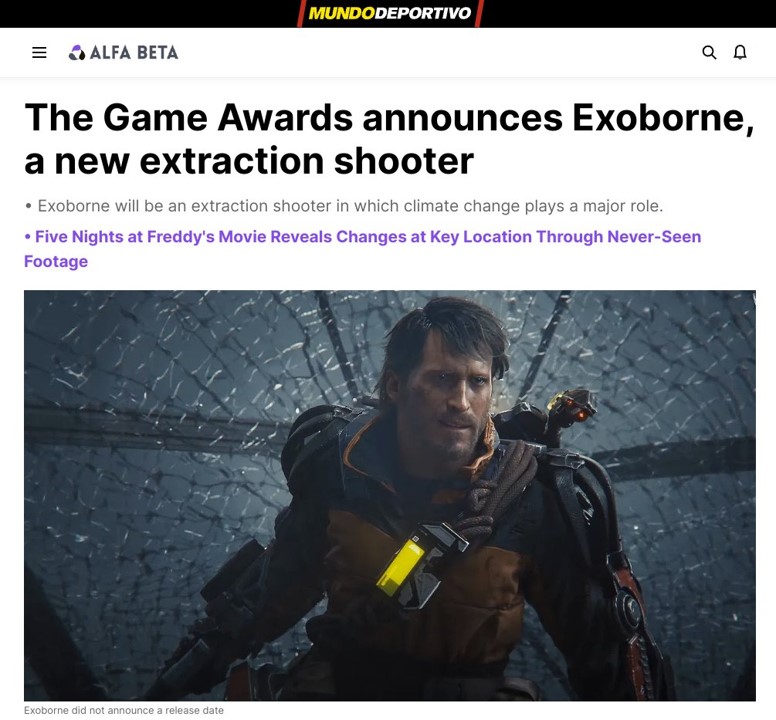 MUNDODEPORTIVO
ALFA BETA
The Game Awards announces Exoborne,
a new extraction shooter
• Exoborne will be an extraction shooter in which climate change plays a major role.
• Five Nights at Freddy's Movie Reveals Changes at Key Location Through Never-Seen
Footage
Exoborne did not announce a release date